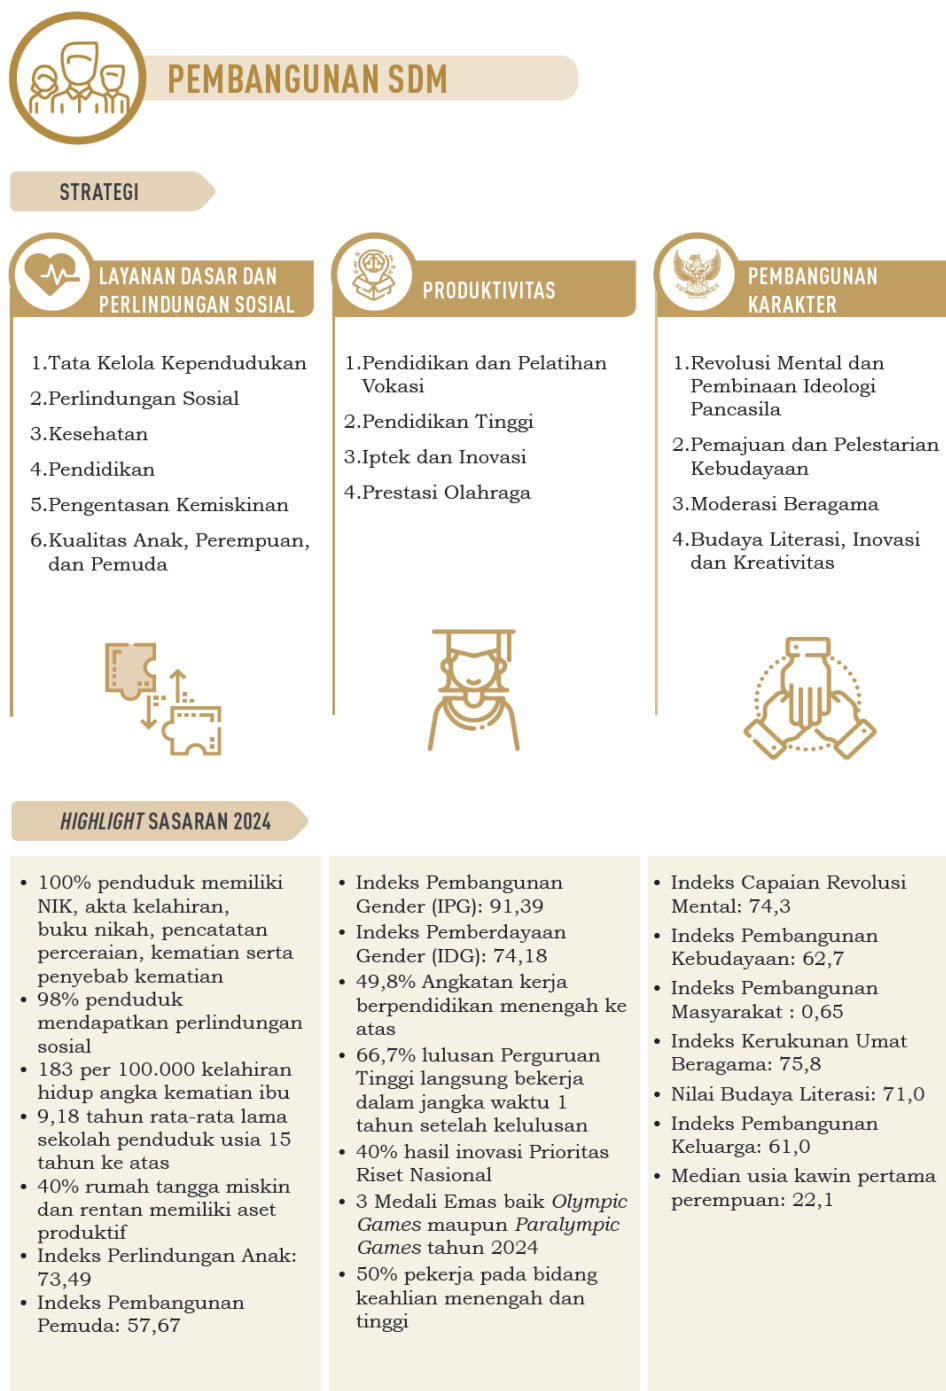 PEMBANGUNAN SDM
STRATEGI
LAYANAN DASAR DAN
PERLINDUNGAN SOSIAL
1.Tata Kelola Kependudukan
2.Perlindungan Sosial
3.Kesehatan
4.Pendidikan
5.Pengentasan Kemiskinan
6.Kualitas Anak, Perempuan,
dan Pemuda
PRODUKTIVITAS
1.Pendidikan dan Pelatihan
Vokasi
2.Pendidikan Tinggi
3.Iptek dan Inovasi
4.Prestasi Olahraga
PEMBANGUNAN
KARAKTER
1.Revolusi Mental dan
Pembinaan Ideologi
Pancasila
2.Pemajuan dan Pelestarian
Kebudayaan
3.Moderasi Beragama
4.Budaya Literasi, Inovasi
dan Kreativitas
HIGHLIGHT SASARAN 2024
• 100% penduduk memiliki
NIK, akta kelahiran,
buku nikah, pencatatan
perceraian, kematian serta
penyebab kematian
• 98% penduduk
mendapatkan perlindungan
sosial
• 183 per 100.000 kelahiran
hidup angka kematian ibu
• 9,18 tahun rata-rata lama
sekolah penduduk usia 15
tahun ke atas
• 40% rumah tangga miskin
dan rentan memiliki aset
produktif
• Indeks Perlindungan Anak:
73,49
• Indeks Pembangunan
Pemuda: 57,67
• Indeks Pembangunan
Gender (IPG): 91,39
• Indeks Pemberdayaan
Gender (IDG): 74,18
• 49,8% Angkatan kerja
berpendidikan menengah ke
atas
• 66,7% lulusan Perguruan
Tinggi langsung bekerja
dalam jangka waktu 1
tahun setelah kelulusan
• 40% hasil inovasi Prioritas
Riset Nasional
• 3 Medali Emas baik Olympic
Games maupun Paralympic
Games tahun 2024
• 50% pekerja pada bidang
keahlian menengah dan
tinggi
• Indeks Capaian Revolusi
Mental: 74,3
• Indeks Pembangunan
Kebudayaan: 62,7
• Indeks Pembangunan
Masyarakat : 0,65
• Indeks Kerukunan Umat
Beragama: 75,8
• Nilai Budaya Literasi: 71,0
• Indeks Pembangunan
Keluarga: 61,0
• Median usia kawin pertama
perempuan: 22,1